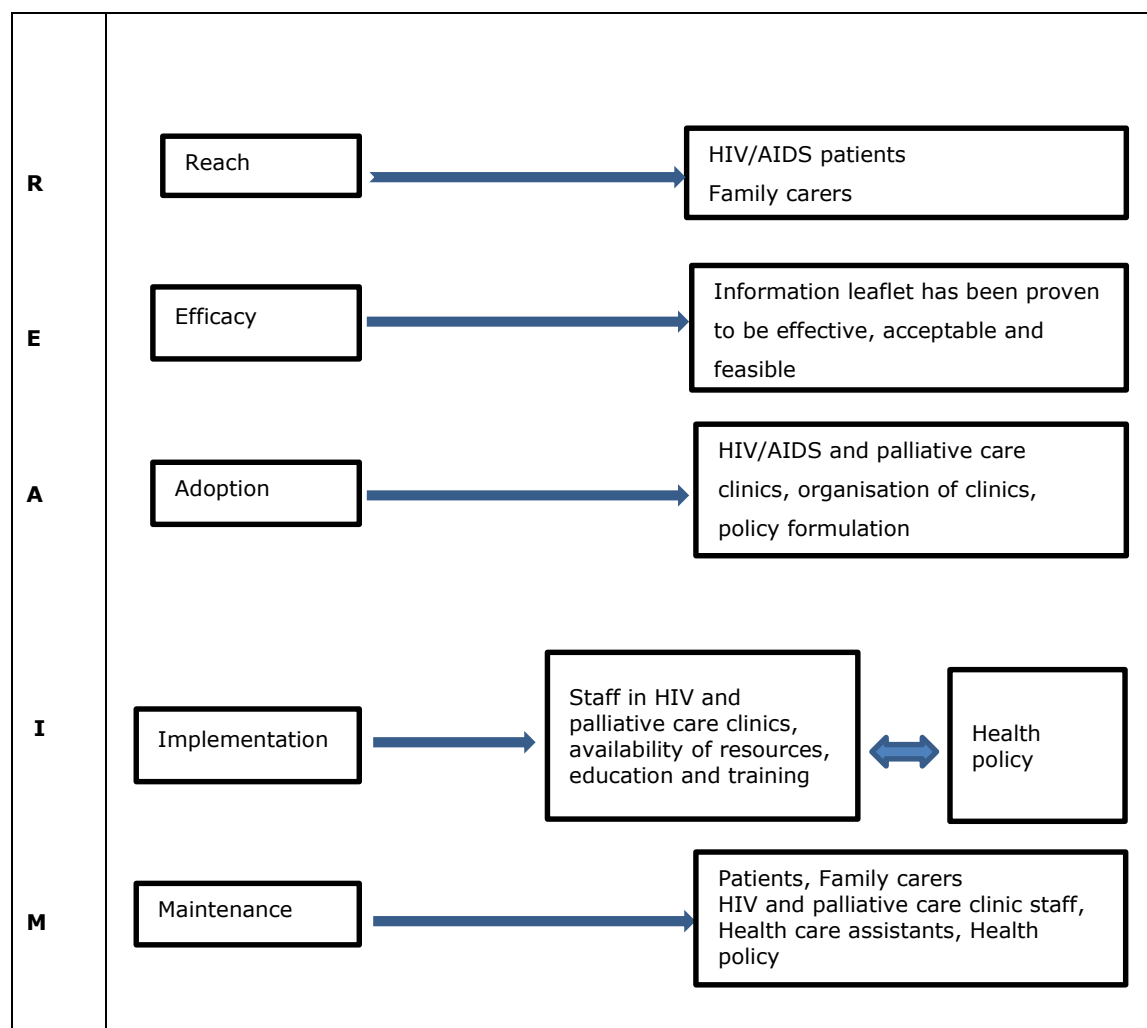 R
Reach
HIV/AIDS patients
Family carers
E
Efficacy
Information leaflet has been proven
to be effective, acceptable and
feasible
A
Adoption
HIV/AIDS and palliative care
clinics, organisation of clinics,
policy formulation
I
Implementation
Staff in HIV and
palliative care clinics,
availability of resources,
education and training
Health
policy
M
Maintenance
Patients, Family carers
HIV and palliative care clinic staff,
Health care assistants, Health
policy